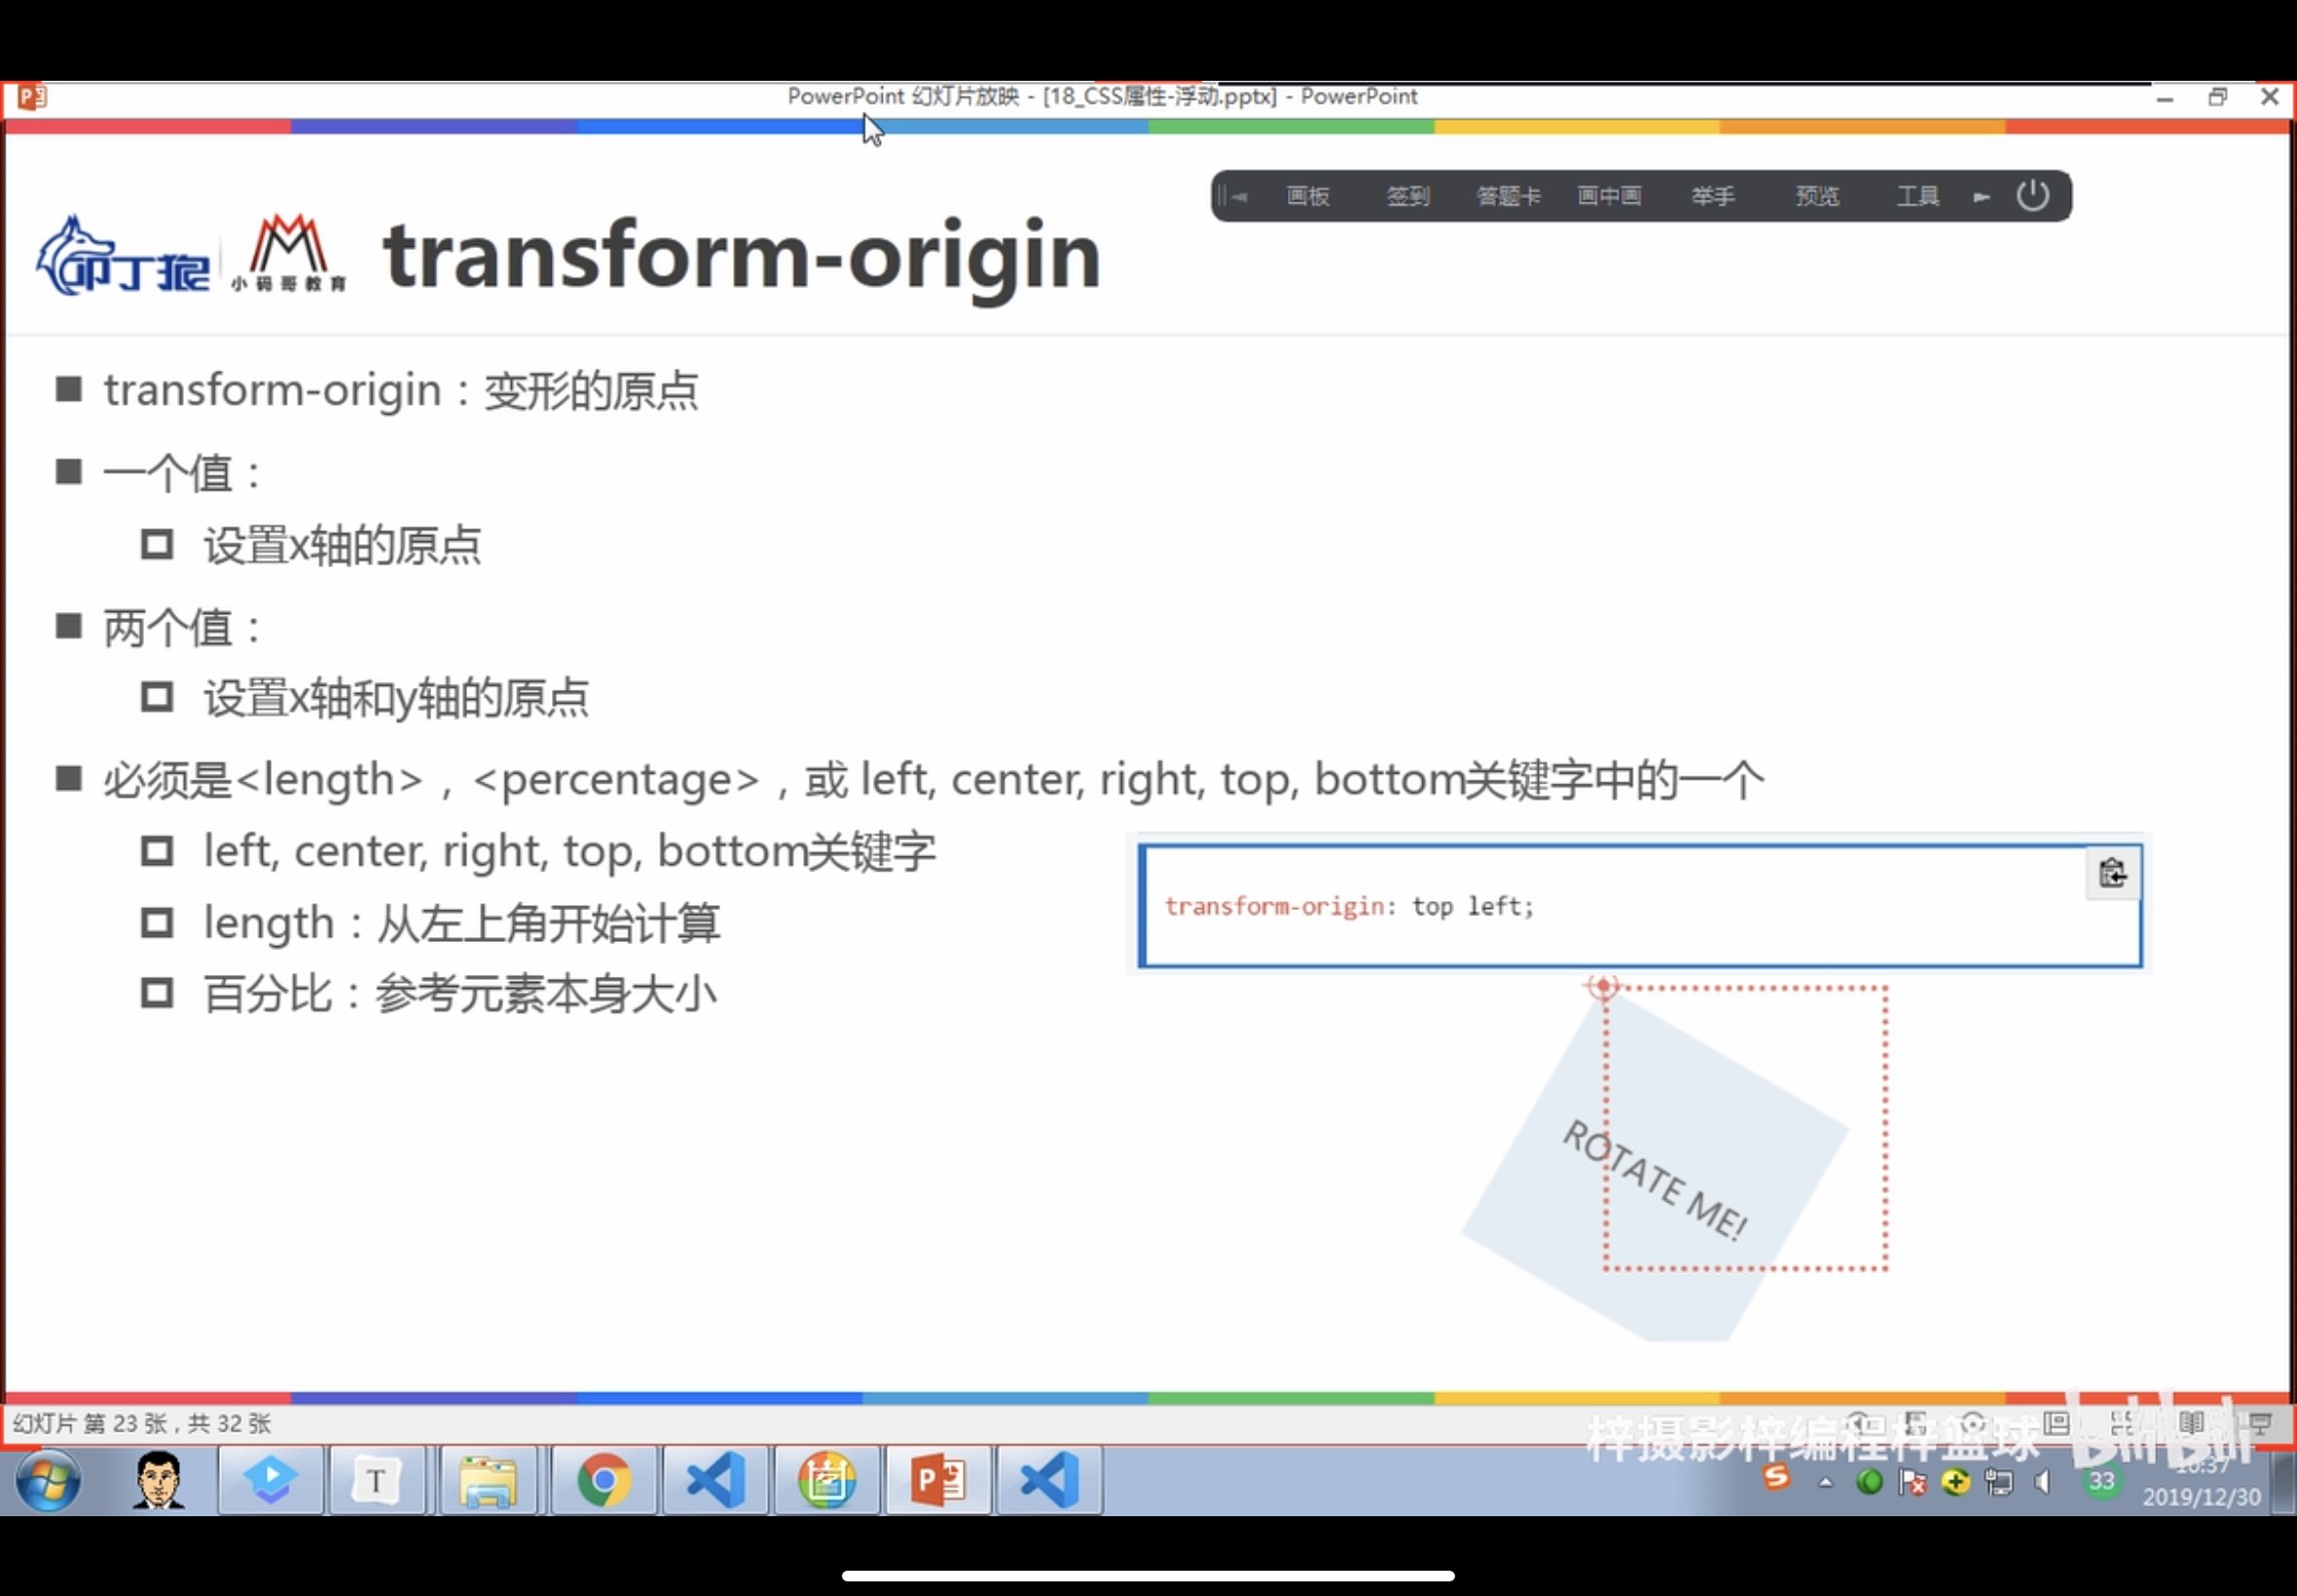 PowerPoint 幻灯片放映 - [18_CSS属性-浮动.pptx] - PowerPoint
画板 签到 答题卡 画中画 举手 预览 工具
叩丁狼 小码哥教育 transform-origin
transform-origin：变形的原点
一个值：
设置x轴的原点
两个值：
设置x轴和y轴的原点
必须是<length>，<percentage>，或 left, center, right, top, bottom关键字中的一个
left, center, right, top, bottom关键字
length：从左上角开始计算
百分比：参考元素本身大小
transform-origin: top left;
ROTATE ME!
幻灯片 第 23 张，共 32 张
梓摄影梓编程梓篮球 bilibili
33
2019/12/30